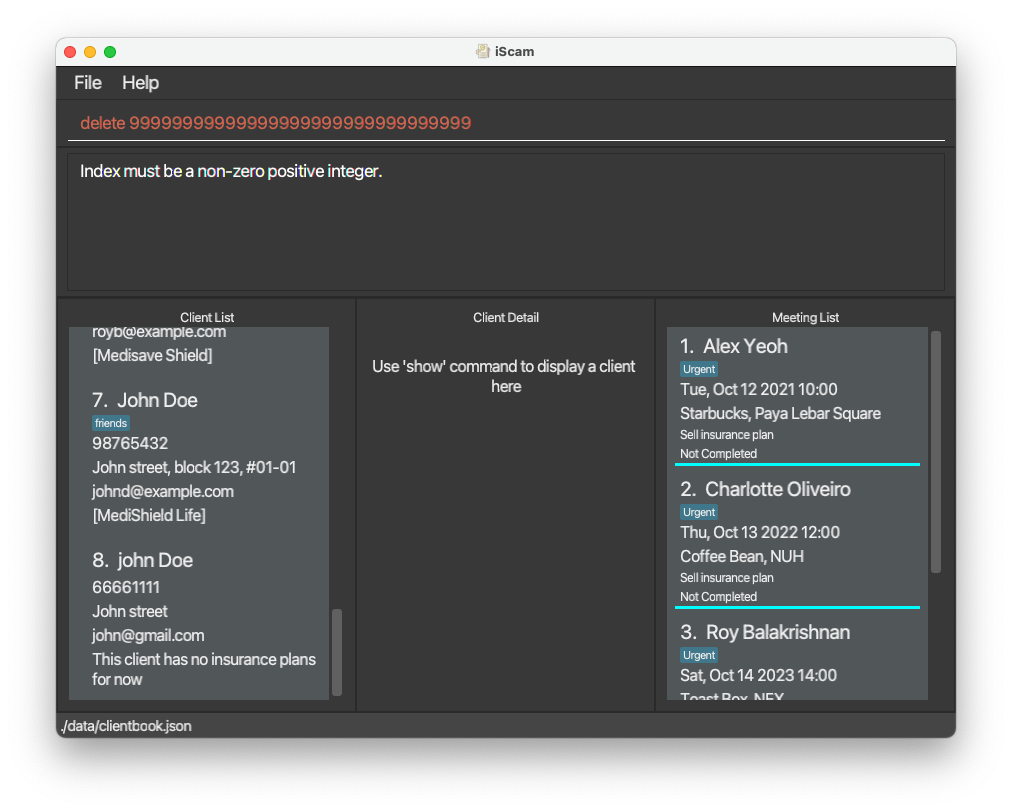 iScam
File Help
delete 99999999999999999999999999999999
Index must be a non-zero positive integer.
Client List
royb@example.com
[Medisave Shield]
7. John Doe
friends
98765432
John street, block 123, #01-01
johnd@example.com
[MediShield Life]
8. john Doe
66661111
John street
john@gmail.com
This client has no insurance plans
for now
Client Detail
Use 'show' command to display a client
here
Meeting List
1. Alex Yeoh
Urgent
Tue, Oct 12 2021 10:00
Starbucks, Paya Lebar Square
Sell insurance plan
Not Completed
2. Charlotte Oliveiro
Urgent
Thu, Oct 13 2022 12:00
Coffee Bean, NUH
Sell insurance plan
Not Completed
3. Roy Balakrishnan
Urgent
Sat, Oct 14 2023 14:00
Toast Box, NEX
./data/clientbook.json